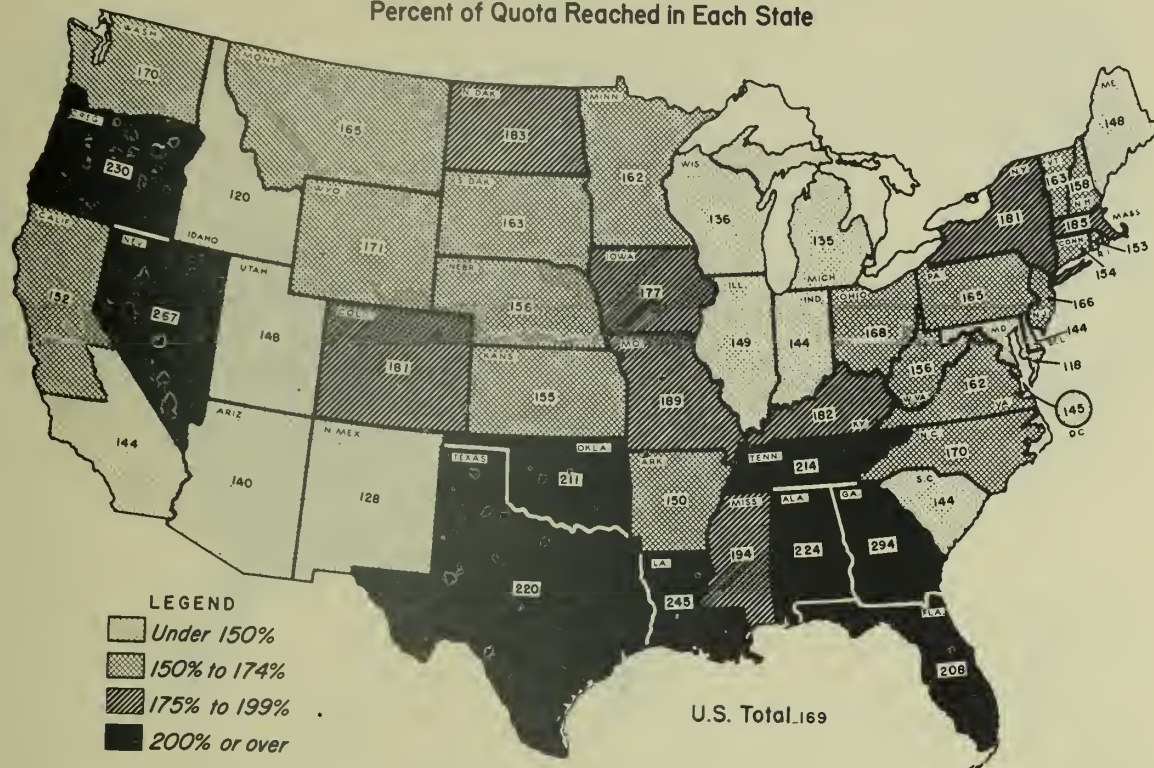 Percent of Quota Reached in Each State
WASH.
170
MONT.
165
N. DAK
183
MINN
162
ME.
148
OREG
230
IDAHO
120
WYO
171
S. DAK
163
WIS.
136
MICH
135
N.Y.
181
VT.
163
N.H.
158
MASS
185
CONN.
R.I.
153
154
CALIF.
152
144
NEV.
267
UTAH
148
COLO
181
NEBR.
156
IOWA
177
ILL.
149
IND.
144
OHIO
168
PA.
165
N.J.
166
MD.
DEL.
144
118
145
DC
KANS
155
MO.
189
KY.
182
W.VA
156
VA.
162
ARIZ
140
N MEX
128
TEXAS
220
OKLA.
211
ARK.
150
TENN.
214
N.C.
170
S.C
144
LA.
245
MISS
194
ALA.
224
GA.
294
FLA.
208
LEGEND
Under 150%
150% to 174%
175% to 199%
200% or over
U.S. Total_169